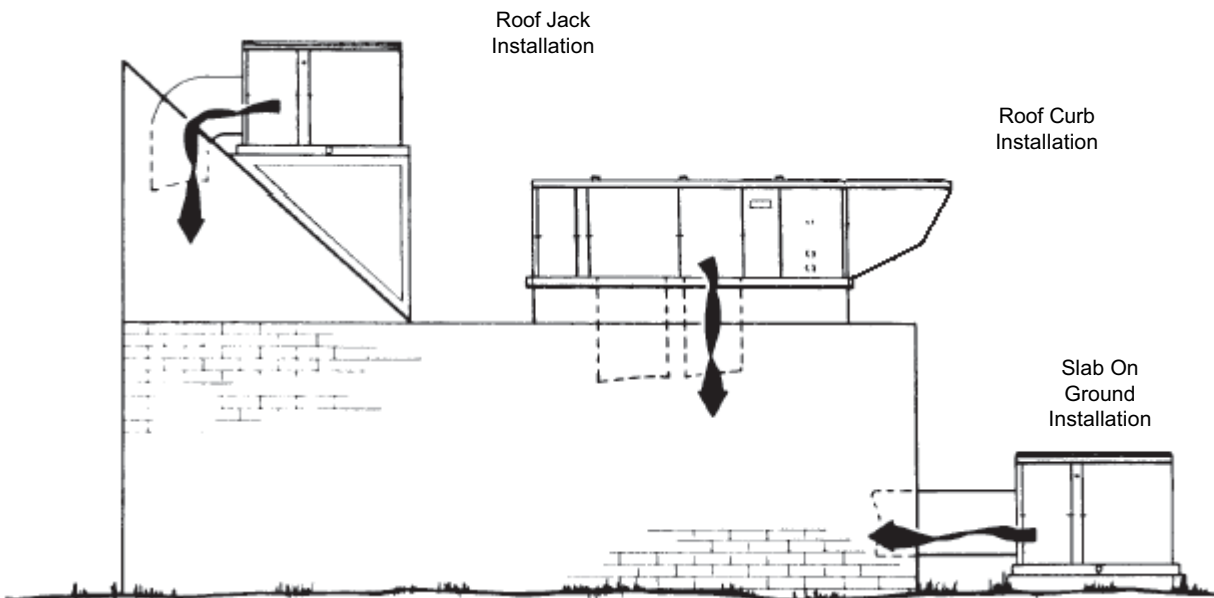 Roof Jack
Installation
Roof Curb
Installation
Slab On
Ground
Installation